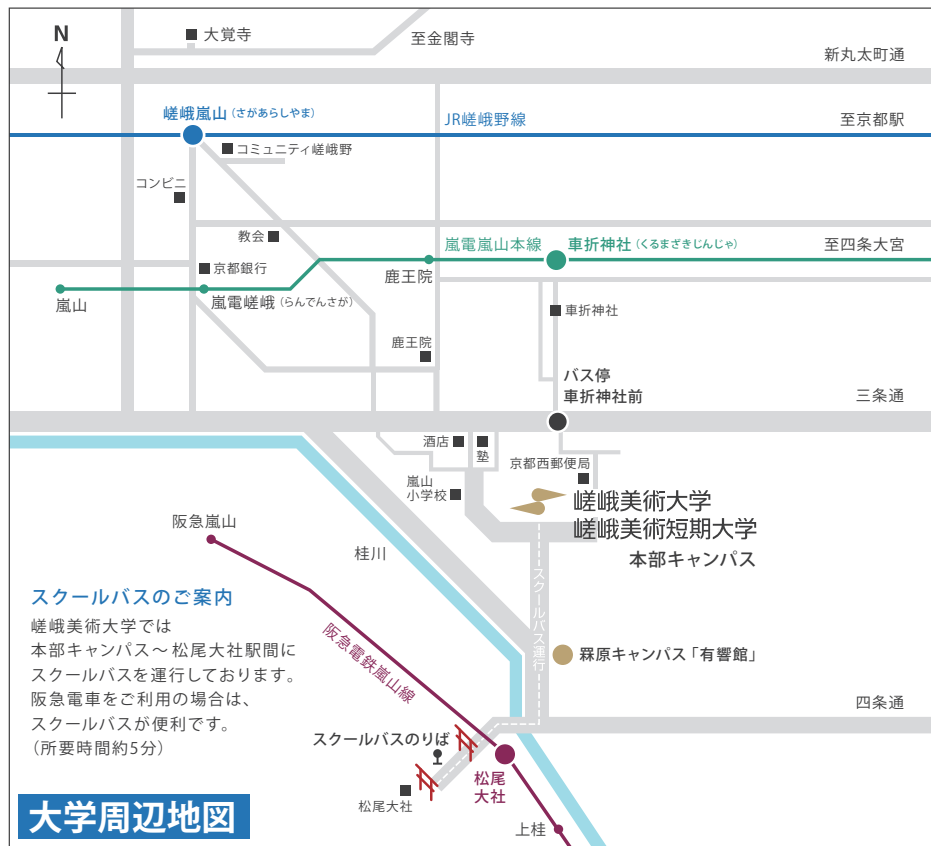 N
大覚寺
至金閣寺
新丸太町通
嵯峨嵐山(さがあらしやま)
JR嵯峨野線
至京都駅
コミュニティ嵯峨野
コンビニ
教会
嵐電嵐山本線
車折神社(くるまざきじんじゃ)
至四条大宮
京都銀行
鹿王院
嵐山
嵐電嵯峨(らんでんさが)
車折神社
鹿王院
バス停
車折神社前
三条通
酒店
塾
京都西郵便局
嵐山
小学校
嵯峨美術大学
嵯峨美術短期大学
本部キャンパス
阪急嵐山
桂川
スクールバス運行
スクールバスのご案内
嵯峨美術大学では
本部キャンパス〜松尾大社駅間に
スクールバスを運行しております。
阪急電車をご利用の場合は、
スクールバスが便利です。
(所要時間約5分)
阪急電鉄嵐山線
罧原キャンパス「有響館」
四条通
スクールバスのりば
松尾
大社
松尾大社
上桂
大学周辺地図